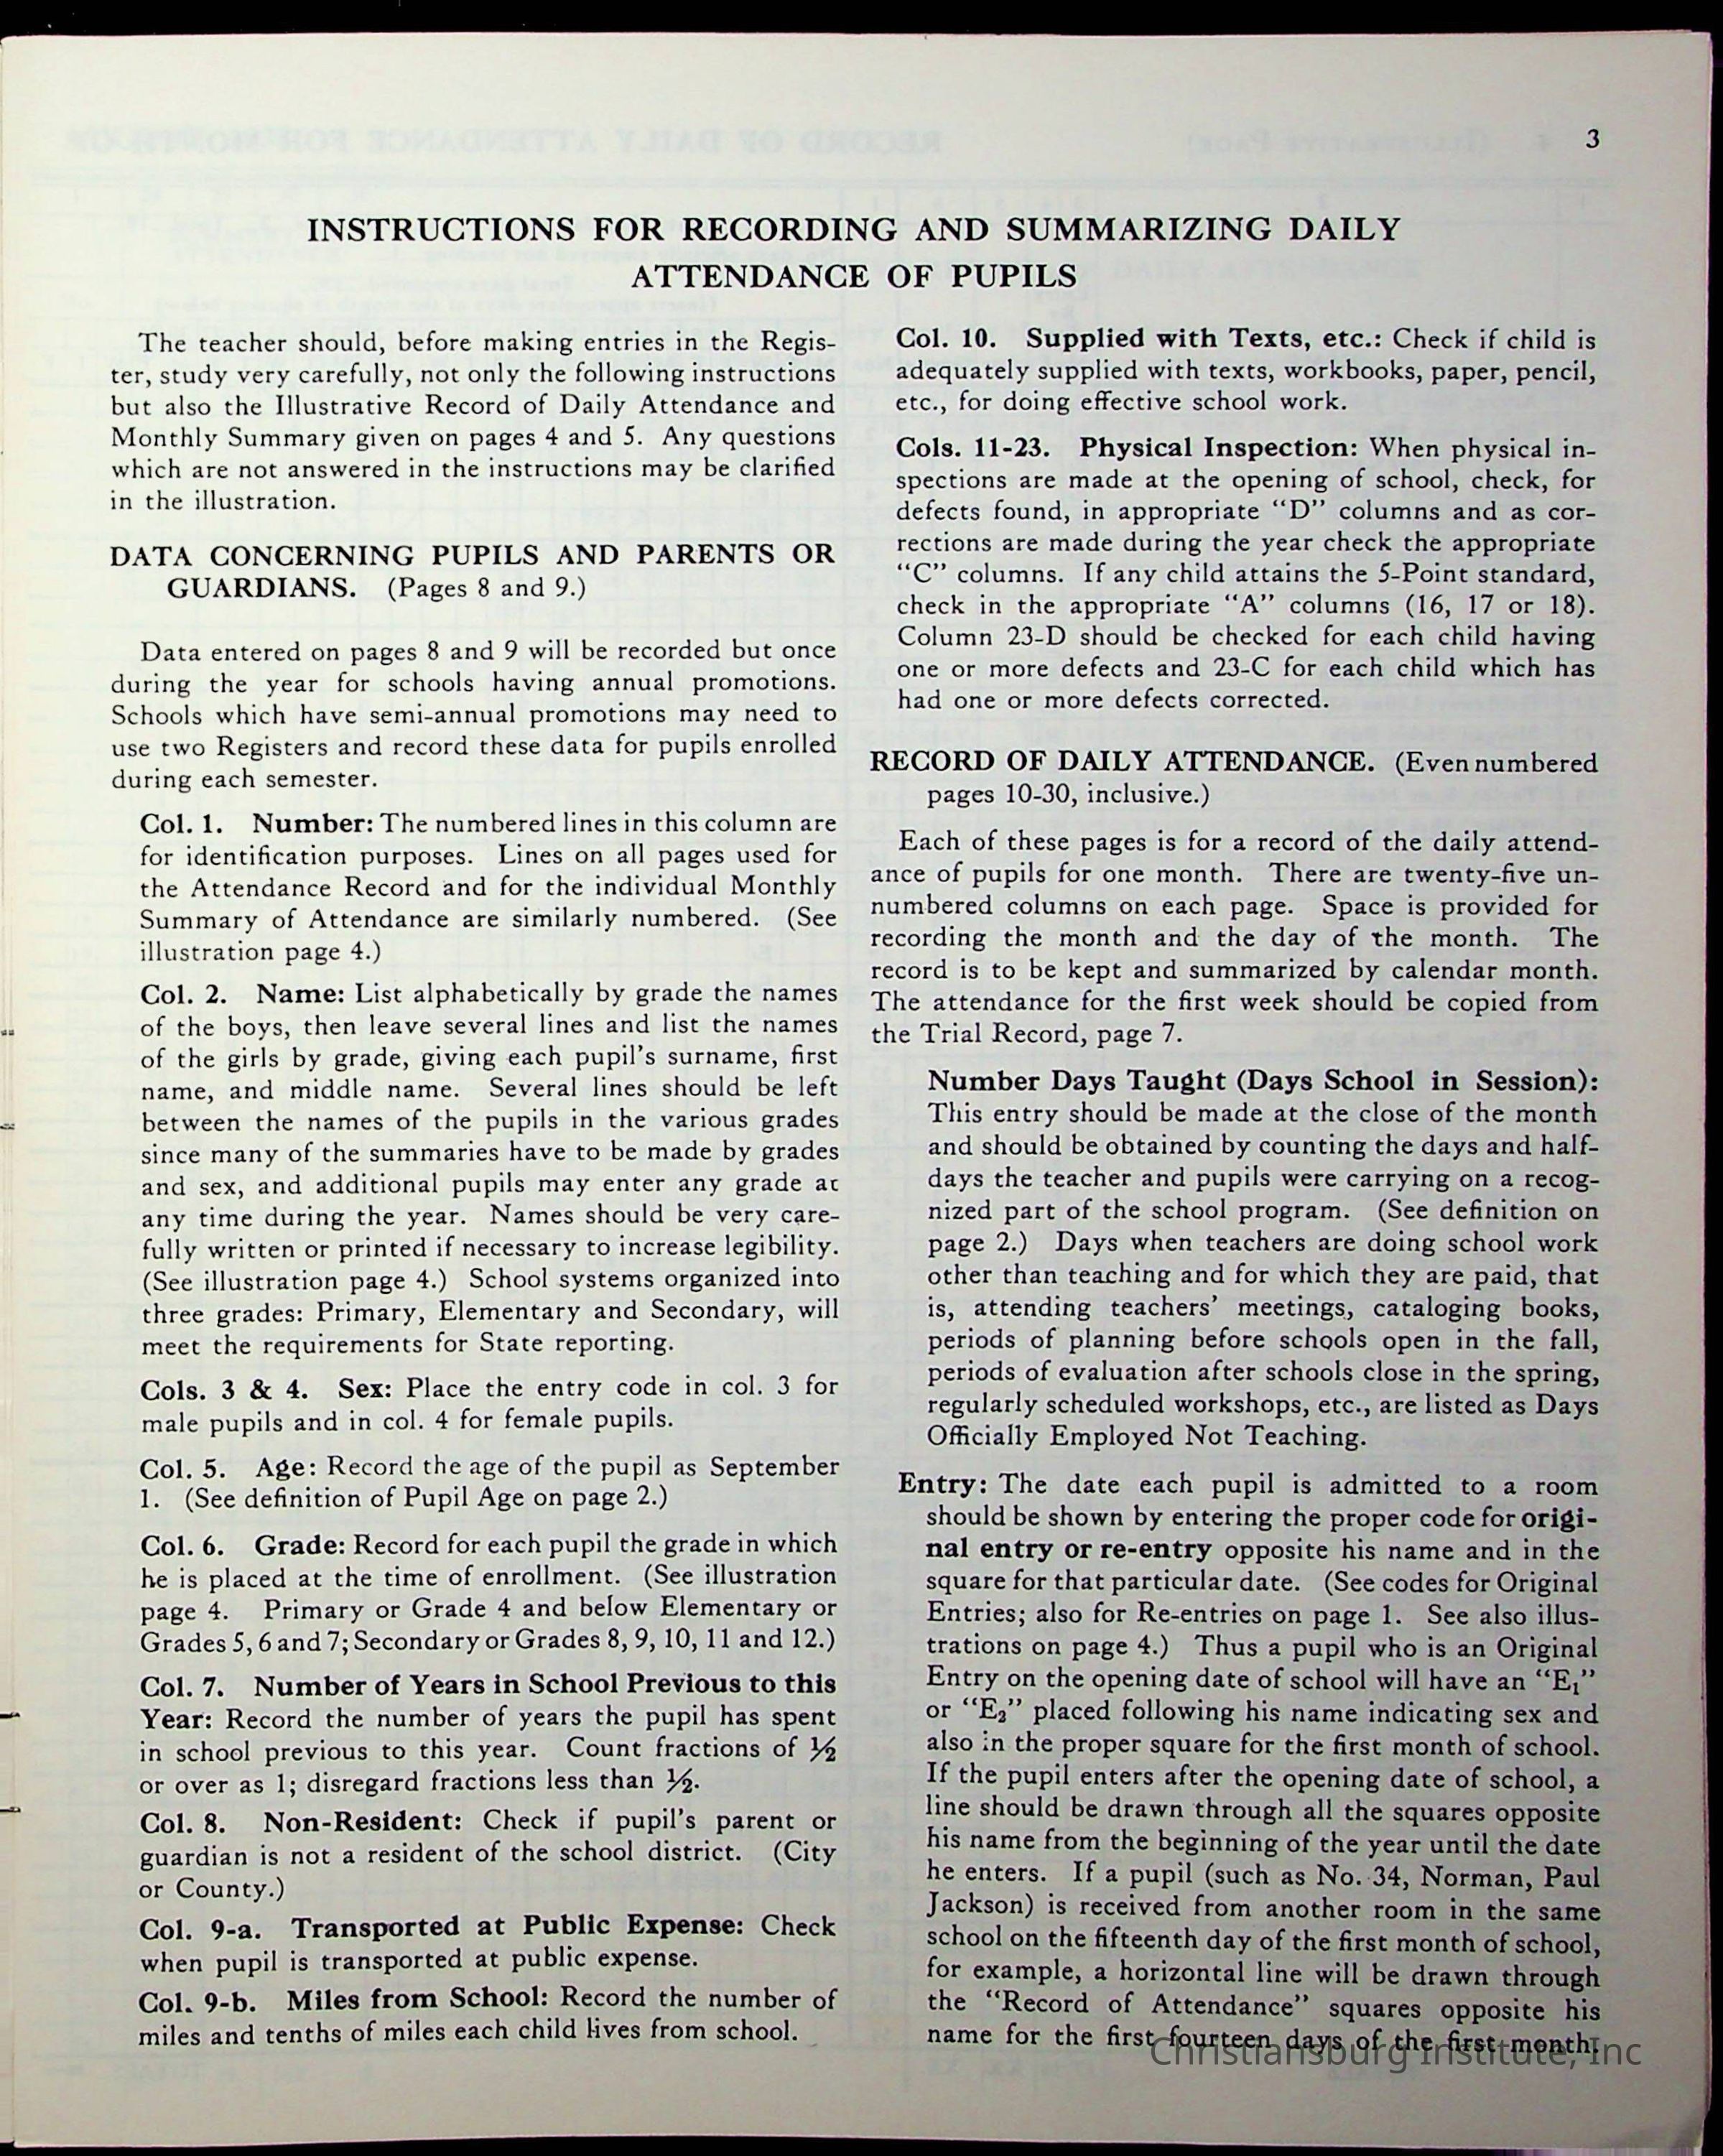 3
INSTRUCTIONS FOR RECORDING AND SUMMARIZING DAILY
ATTENDANCE OF PUPILS
The teacher should, before making entries in the Regis-
ter, study very carefully, not only the following instructions
but also the Illustrative Record of Daily Attendance and
Monthly Summary given on pages 4 and 5. Any questions
which are not answered in the instructions may be clarified
in the illustration.
DATA CONCERNING PUPILS AND PARENTS OR
GUARDIANS. (Pages 8 and 9.)
Data entered on pages 8 and 9 will be recorded but once
during the year for schools having annual promotions.
Schools which have semi-annual promotions may need to
use two Registers and record these data for pupils enrolled
during each semester.
Col. 1. Number: The numbered lines in this column are
for identification purposes. Lines on all pages used for
the Attendance Record and for the individual Monthly
Summary of Attendance are similarly numbered. (See
illustration page 4.)
Col. 2. Name: List alphabetically by grade the names
of the boys, then leave several lines and list the names
of the girls by grade, giving each pupil's surname, first
name, and middle name. Several lines should be left
between the names of the pupils in the various grades
since many of the summaries have to be made by grades
and sex, and additional pupils may enter any grade at
any time during the year. Names should be very care-
fully written or printed if necessary to increase legibility.
(See illustration page 4.) School systems organized into
three grades: Primary, Elementary and Secondary, will
meet the requirements for State reporting.
Cols. 3 & 4. Sex: Place the entry code in col. 3 for
male pupils and in col. 4 for female pupils.
Col. 5. Age: Record the age of the pupil as September
1. (See definition of Pupil Age on page 2.)
Col. 6. Grade: Record for each pupil the grade in which
he is placed at the time of enrollment. (See illustration
page 4. Primary or Grade 4 and below Elementary or
Grades 5, 6 and 7; Secondary or Grades 8, 9, 10, 11 and 12.)
Col. 7. Number of Years in School Previous to this
Year: Record the number of years the pupil has spent
in school previous to this year. Count fractions of ½
or over as 1; disregard fractions less than ½.
Col. 8. Non-Resident: Check if pupil's parent or
guardian is not a resident of the school district. (City
or County.)
Col. 9-a. Transported at Public Expense: Check
when pupil is transported at public expense.
Col. 9-b. Miles from School: Record the number of
miles and tenths of miles each child lives from school.
Col. 10. Supplied with Texts, etc.: Check if child is
adequately supplied with texts, workbooks, paper, pencil,
etc., for doing effective school work.
Cols. 11-23. Physical Inspection: When physical in-
spections are made at the opening of school, check, for
defects found, in appropriate "D" columns and as cor-
rections are made during the year check the appropriate
"C" columns. If any child attains the 5-Point standard,
check in the appropriate "A" columns (16, 17 or 18).
Column 23-D should be checked for each child having
one or more defects and 23-C for each child which has
had one or more defects corrected.
RECORD OF DAILY ATTENDANCE. (Even numbered
pages 10-30, inclusive.)
Each of these pages is for a record of the daily attend-
ance of pupils for one month. There are twenty-five un-
numbered columns on each page. Space is provided for
recording the month and the day of the month. The
record is to be kept and summarized by calendar month.
The attendance for the first week should be copied from
the Trial Record, page 7.
Number Days Taught (Days School in Session):
This entry should be made at the close of the month
and should be obtained by counting the days and half-
days the teacher and pupils were carrying on a recog-
nized part of the school program. (See definition on
page 2.) Days when teachers are doing school work
other than teaching and for which they are paid, that
is, attending teachers' meetings, cataloging books,
periods of planning before schools open in the fall,
periods of evaluation after schools close in the spring,
regularly scheduled workshops, etc., are listed as Days
Officially Employed Not Teaching.
Entry: The date each pupil is admitted to a room
should be shown by entering the proper code for origi-
nal entry or re-entry opposite his name and in the
square for that particular date. (See codes for Original
Entries; also for Re-entries on page 1. See also illus-
trations on page 4.) Thus a pupil who is an Original
Entry on the opening date of school will have an "E₁"
or "E₂" placed following his name indicating sex and
also in the proper square for the first month of school.
If the pupil enters after the opening date of school, a
line should be drawn through all the squares opposite
his name from the beginning of the year until the date
he enters. If a pupil (such as No. 34, Norman, Paul
Jackson) is received from another room in the same
school on the fifteenth day of the first month of school,
for example, a horizontal line will be drawn through
the "Record of Attendance" squares opposite his
name for the first fourteen days of the first month.
Christiansburg Institute, Inc